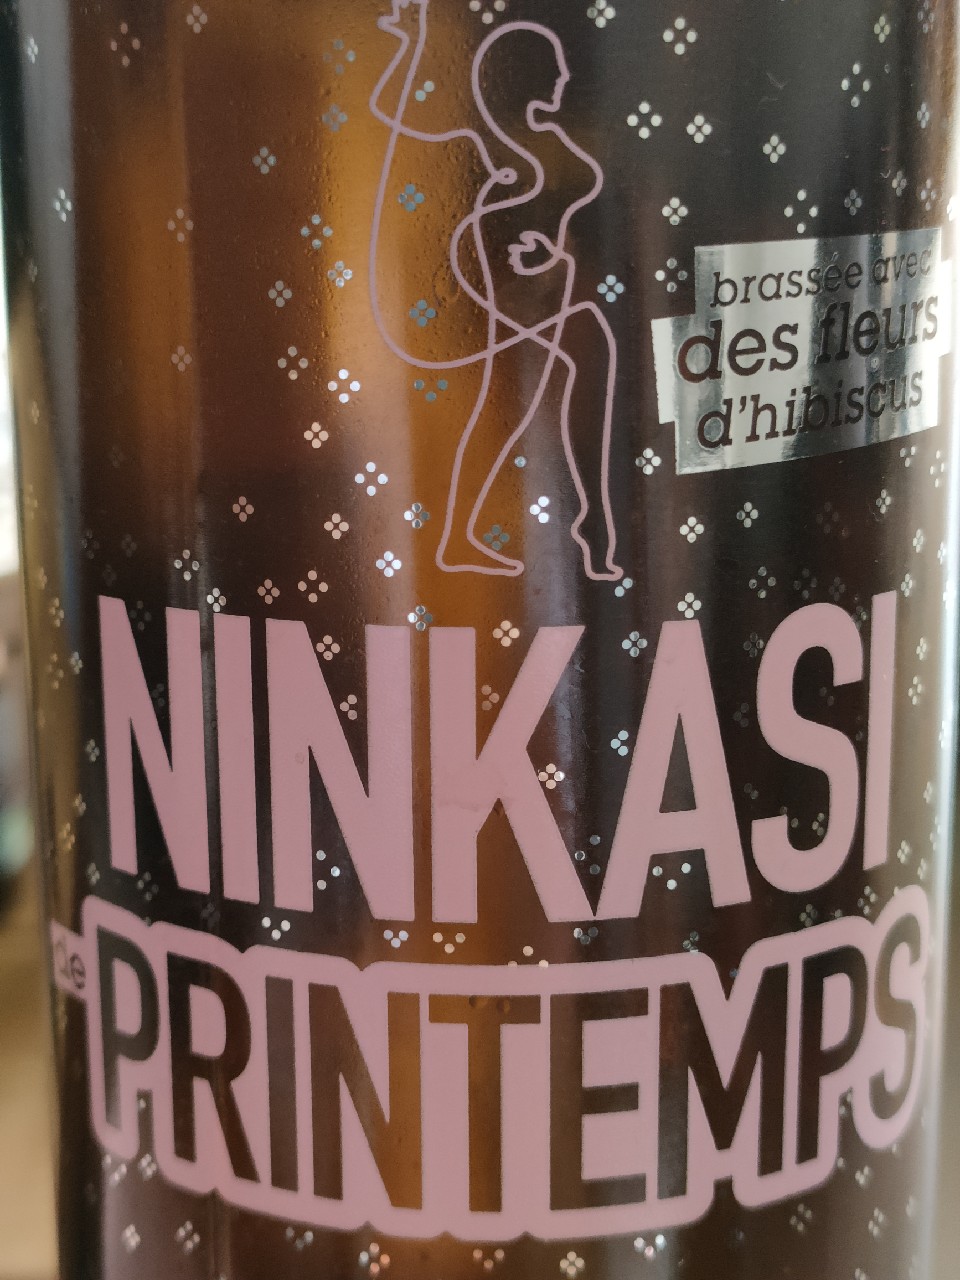 brassée avec
des fleurs
d'hibiscus
NINKASI
de
PRINTEMPS